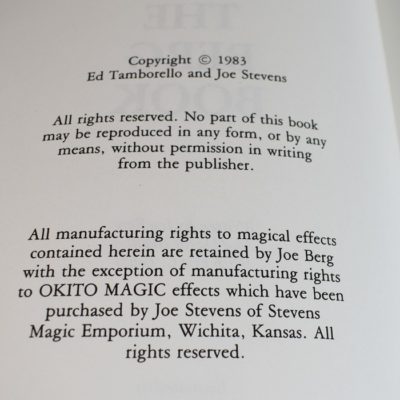 THE
BERG
BOOK
Copyright © 1983
Ed Tamborello and Joe Stevens
All rights reserved. No part of this book
may be reproduced in any form, or by any
means, without permission in writing
from the publisher.
All manufacturing rights to magical effects
contained herein are retained by Joe Berg
with the exception of manufacturing rights
to OKITO MAGIC effects which have been
purchased by Joe Stevens of Stevens
Magic Emporium, Wichita, Kansas. All
rights reserved.